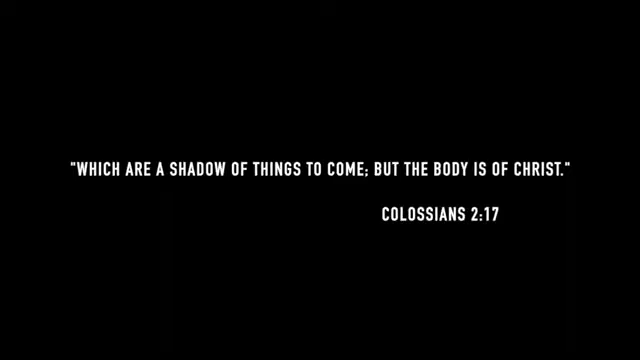 "WHICH ARE A SHADOW OF THINGS TO COME; BUT THE BODY IS OF CHRIST."
COLOSSIANS 2:17